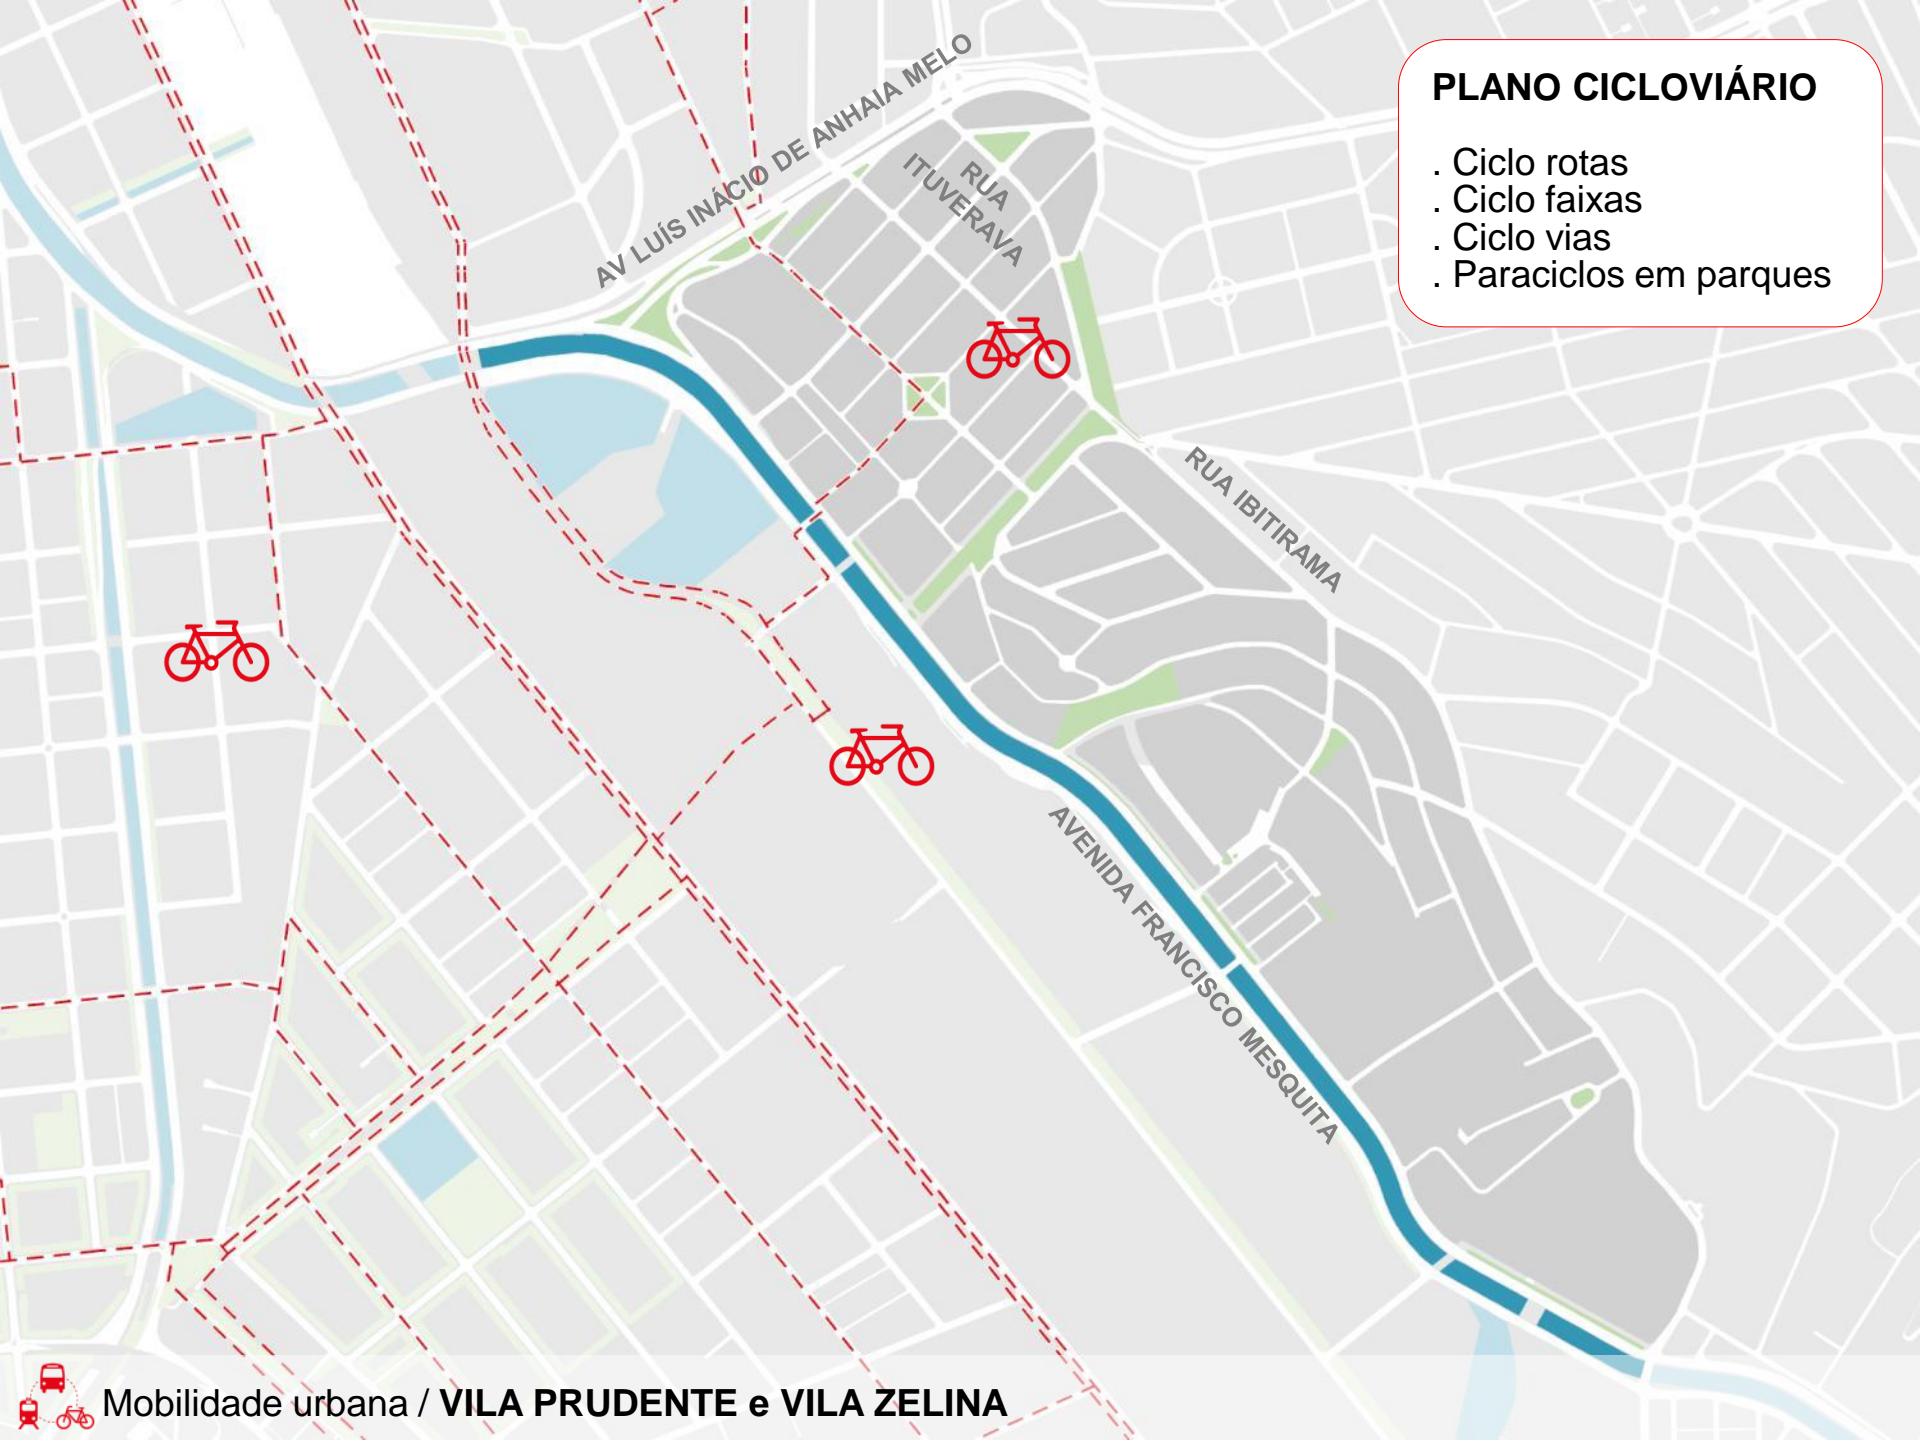 PLANO CICLOVIÁRIO
. Ciclo rotas
. Ciclo faixas
. Ciclo vias
. Paraciclos em parques
AV LUÍS INÁCIO DE ANHAIA MELO
RUA
ITUVERAVA
RUA IBITIRAMA
AVENIDA FRANCISCO MESQUITA
Mobilidade urbana / VILA PRUDENTE e VILA ZELINA